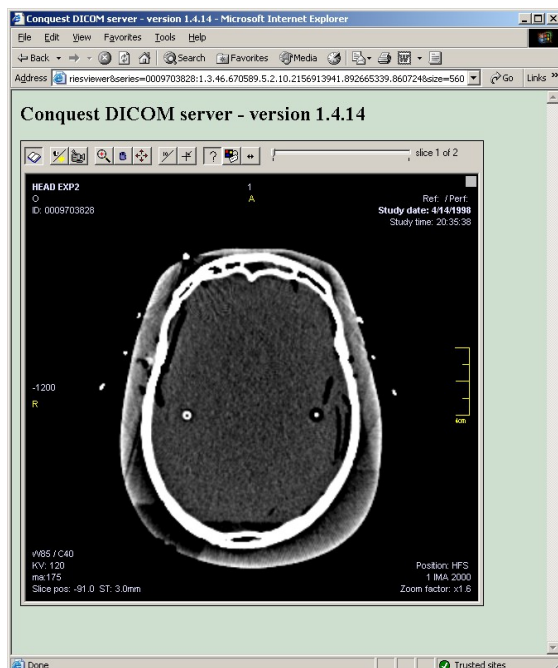 Conquest DICOM server - version 1.4.14 - Microsoft Internet Explorer
File Edit View Favorites Tools Help
Back Search Favorites Media
Address riesviewer&series=0009703828:1.3.46.670589.5.2.10.2156913941.892665339.860724&size=560 Go Links »
Conquest DICOM server - version 1.4.14
slice 1 of 2
HEAD EXP2
O
ID: 0009703828
1
A
Ref: /Perf:
Study date: 4/14/1998
Study time: 20:35:38
-1200
R
6cm
W85 / C40
KV: 120
ma:175
Slice pos: -91.0 ST: 3.0mm
Position: HFS
1 IMA 2000
Zoom factor: x1.6
Done Trusted sites